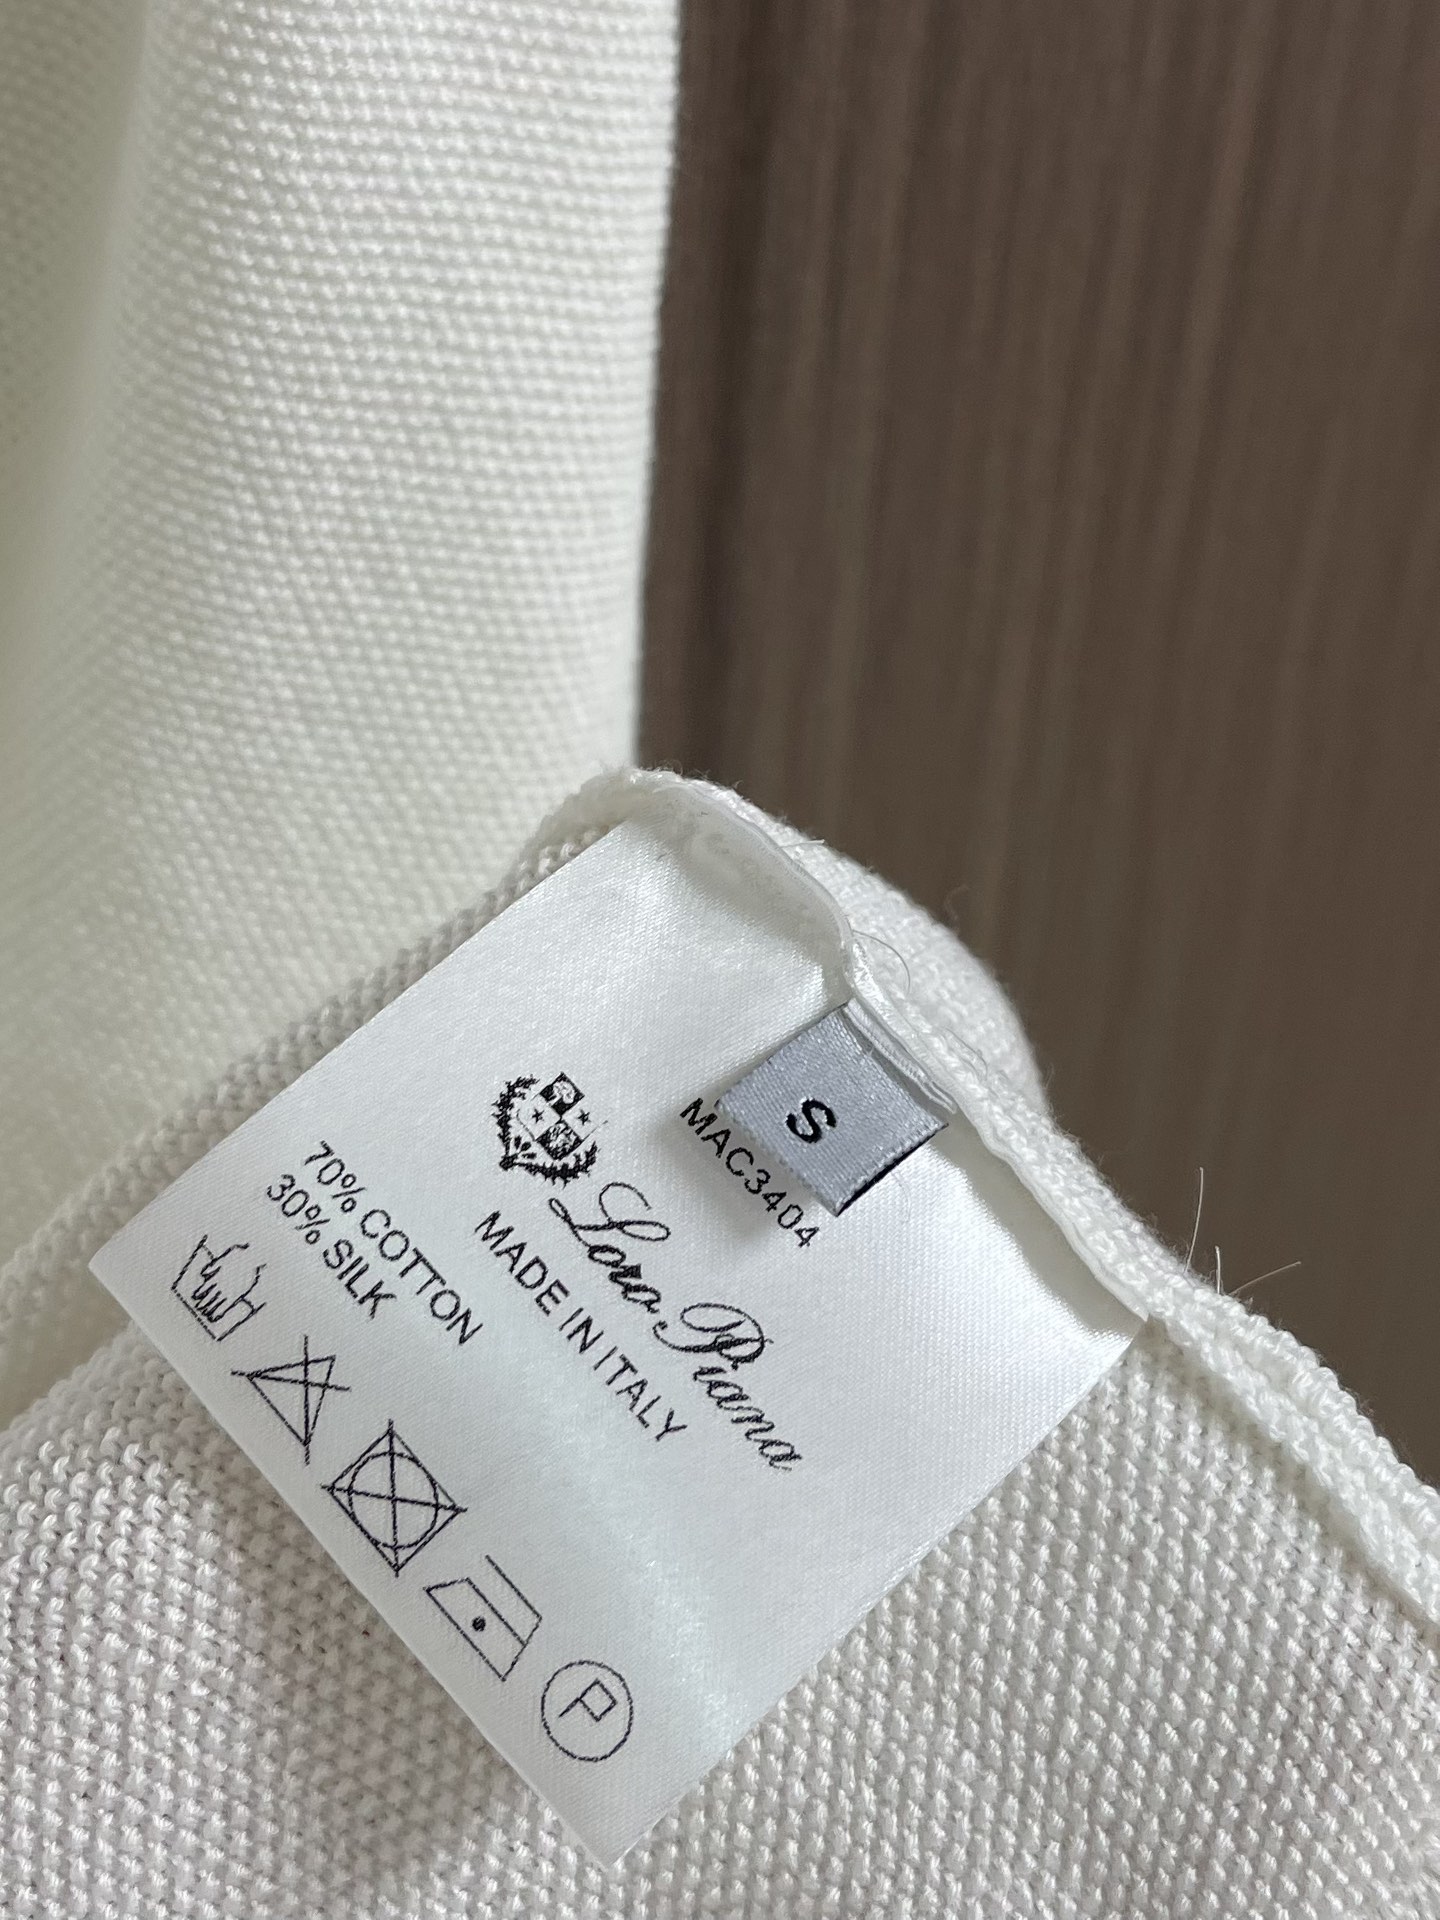 S
MAC3404
Loro Piana
MADE IN ITALY
70% COTTON
30% SILK
P